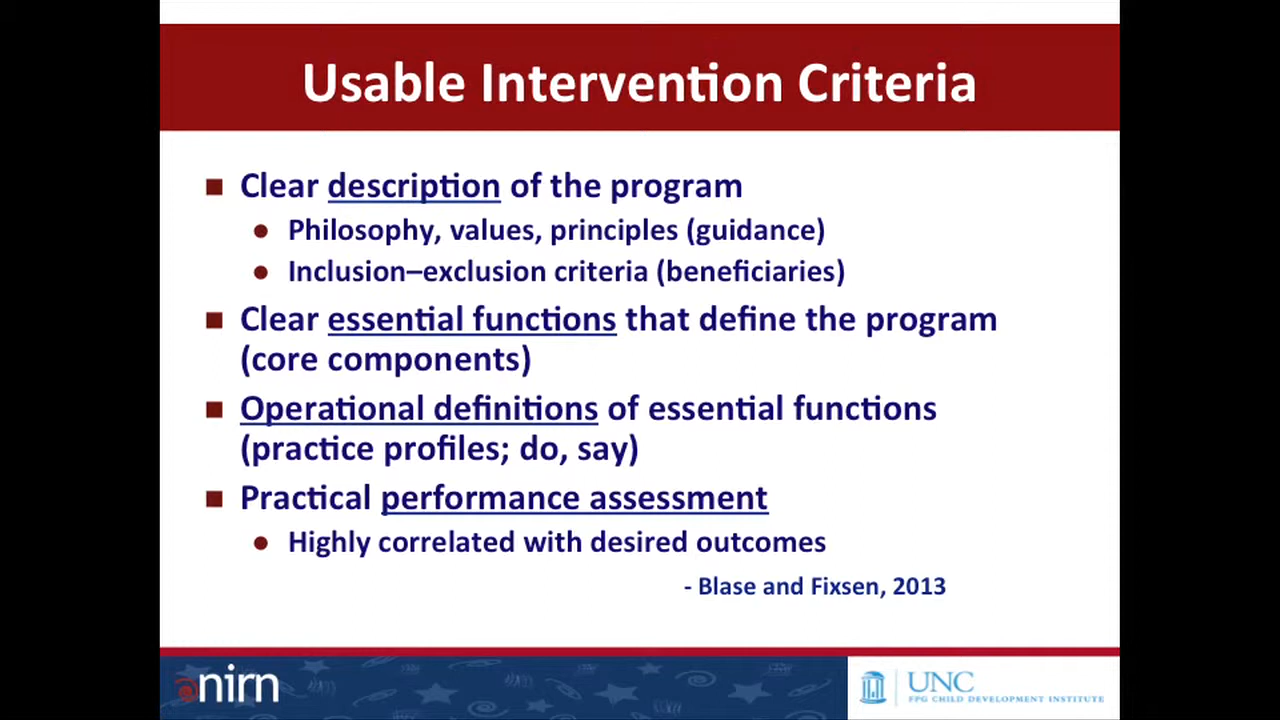 Usable Intervention Criteria
Clear description of the program
Philosophy, values, principles (guidance)
Inclusion–exclusion criteria (beneficiaries)
Clear essential functions that define the program
(core components)
Operational definitions of essential functions
(practice profiles; do, say)
Practical performance assessment
Highly correlated with desired outcomes
- Blase and Fixsen, 2013
nirn
UNC
FPG CHILD DEVELOPMENT INSTITUTE